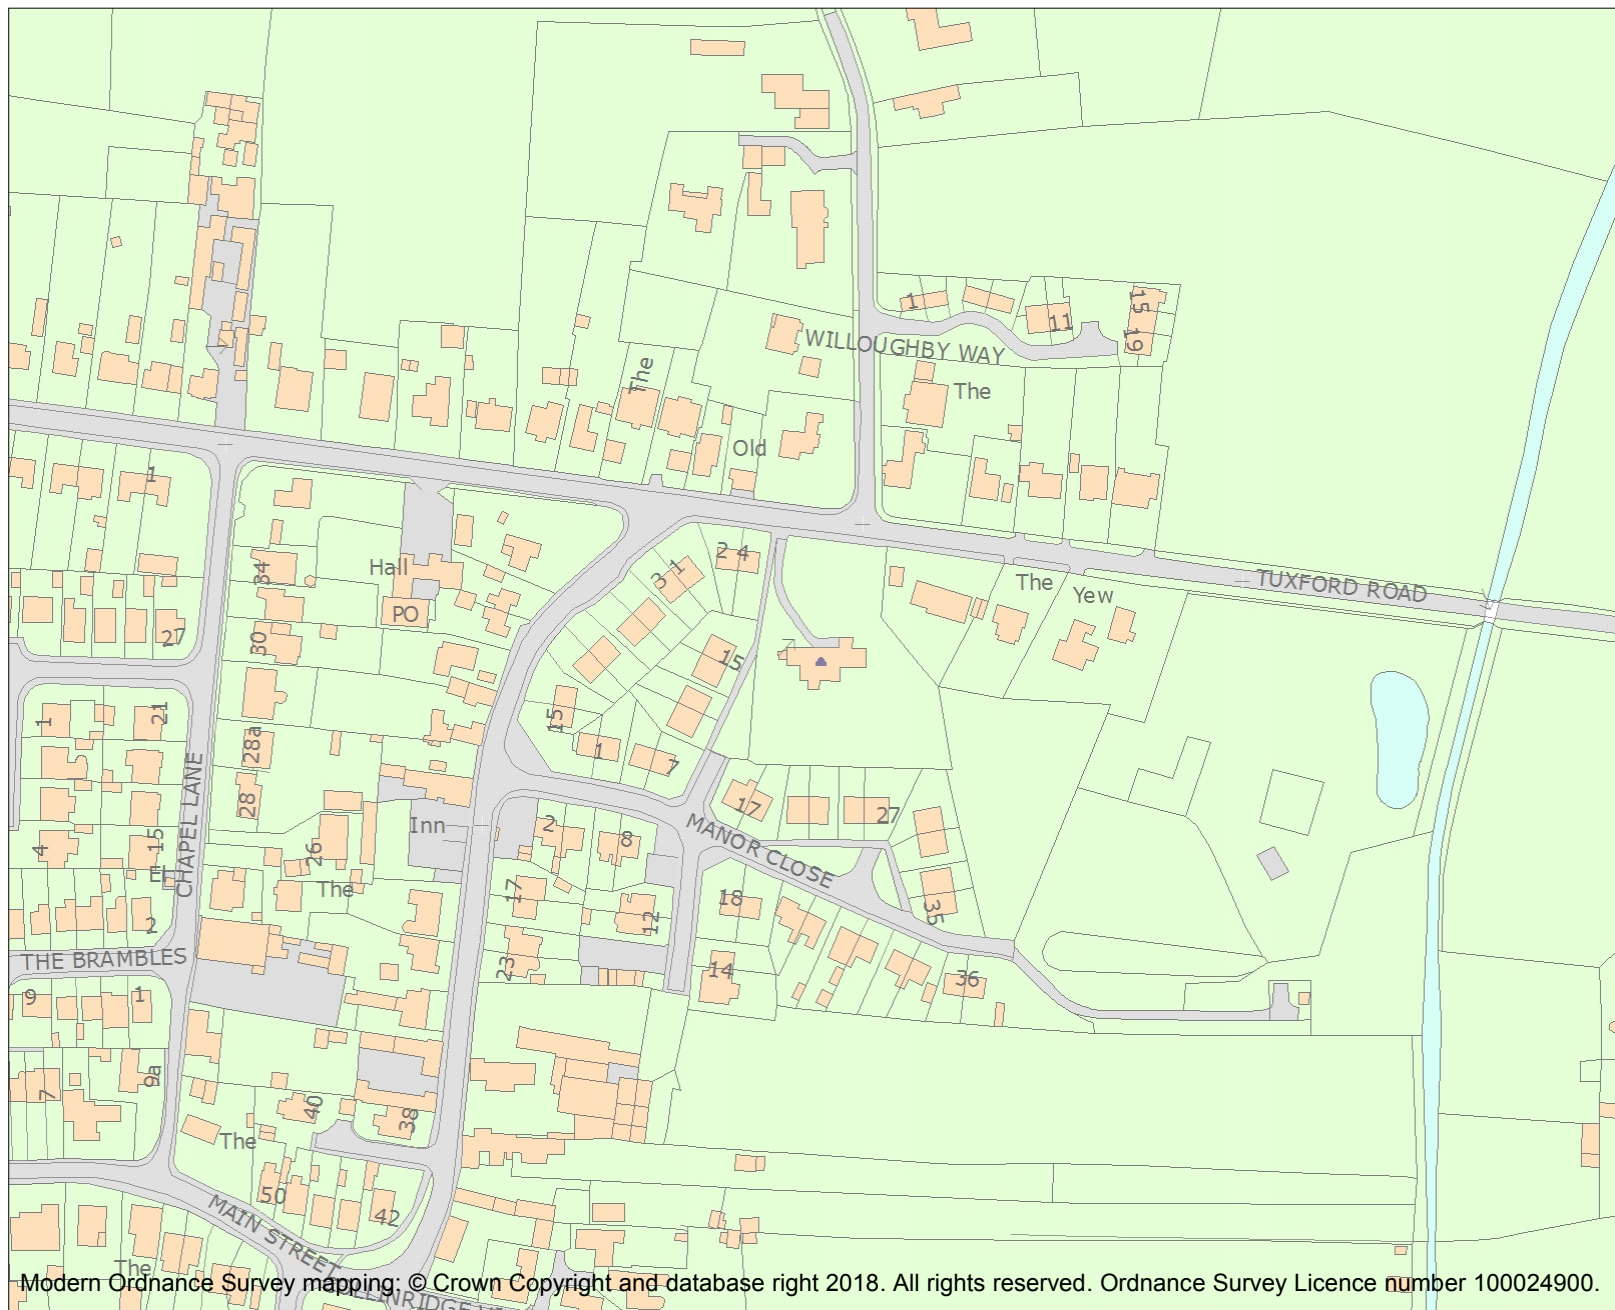 1
11
15
19
WILLOUGHBY WAY
The
The
Old
1
2 4
3 1
Hall
34
PO
The
Yew
TUXFORD ROAD
27
30
15
1
21
28a
15
1
7
28
CHAPEL LANE
Inn
2
8
17
27
MANOR CLOSE
4
15
26
The
17
18
12
35
2
THE BRAMBLES
23
14
36
9
1
9a
7
40
38
The
50
42
MAIN STREET
The
Modern Ordnance Survey mapping: © Crown Copyright and database right 2018. All rights reserved. Ordnance Survey Licence number 100024900.